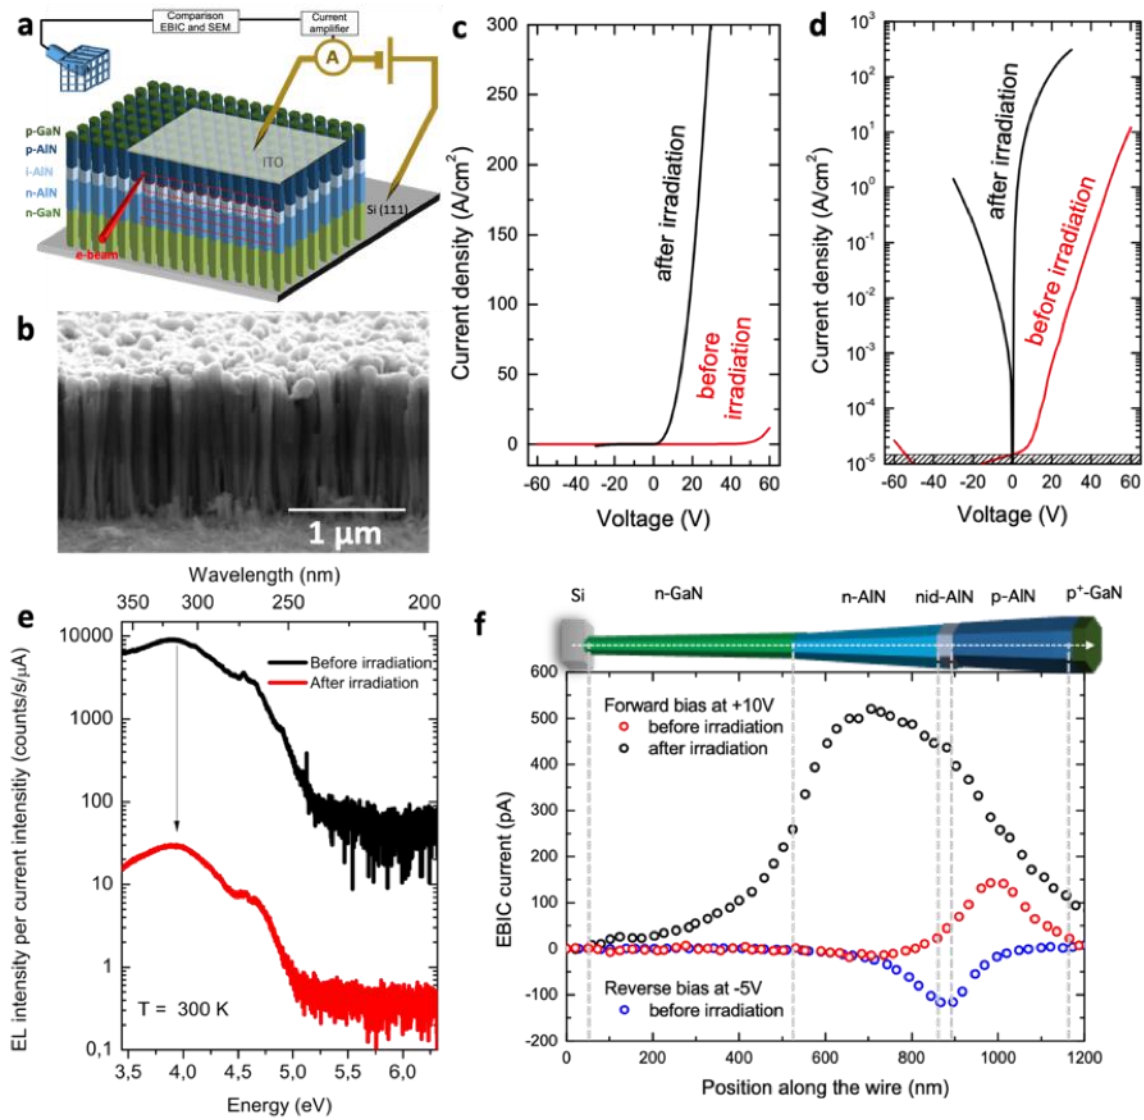 a
Comparison
EBIC and SEM
Current
amplifier
A
p-GaN
p-AlN
i-AlN
n-AlN
n-GaN
ITO
Si (111)
e-beam
b
1 µm
c
Current density (A/cm²)
300
250
200
150
100
50
0
after irradiation
before
irradiation
-60 -40 -20 0 20 40 60
Voltage (V)
d
Current density (A/cm²)
10³
10²
10¹
10⁰
10⁻¹
10⁻²
10⁻³
10⁻⁴
10⁻⁵
after irradiation
before irradiation
-60 -40 -20 0 20 40 60
Voltage (V)
e
Wavelength (nm)
350 300 250 200
EL intensity per current intensitiy (counts/s/µA)
10000
1000
100
10
1
0,1
Before irradiation
After irradiation
T = 300 K
3,5 4,0 4,5 5,0 5,5 6,0
Energy (eV)
f
Si n-GaN n-AlN nid-AlN p-AlN p⁺-GaN
EBIC current (pA)
600
500
400
300
200
100
0
-100
-200
Forward bias at +10V
before irradiation
after irradiation
Reverse bias at -5V
before irradiation
0 200 400 600 800 1000 1200
Position along the wire (nm)